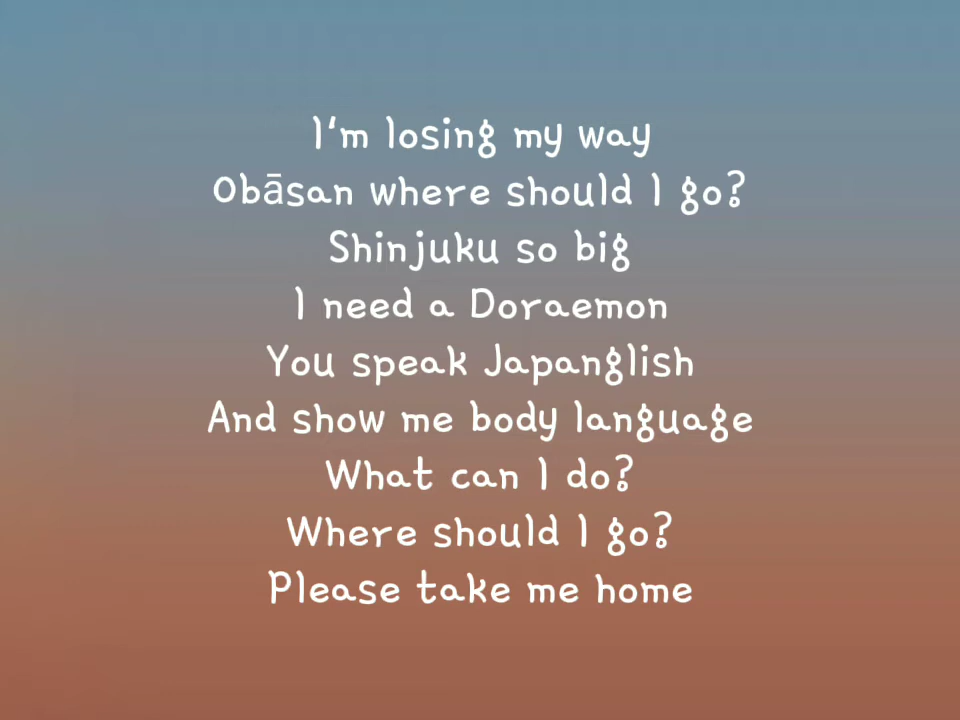 I'm losing my way
Obāsan where should I go?
Shinjuku so big
I need a Doraemon
You speak Japanglish
And show me body language
What can I do?
Where should I go?
Please take me home